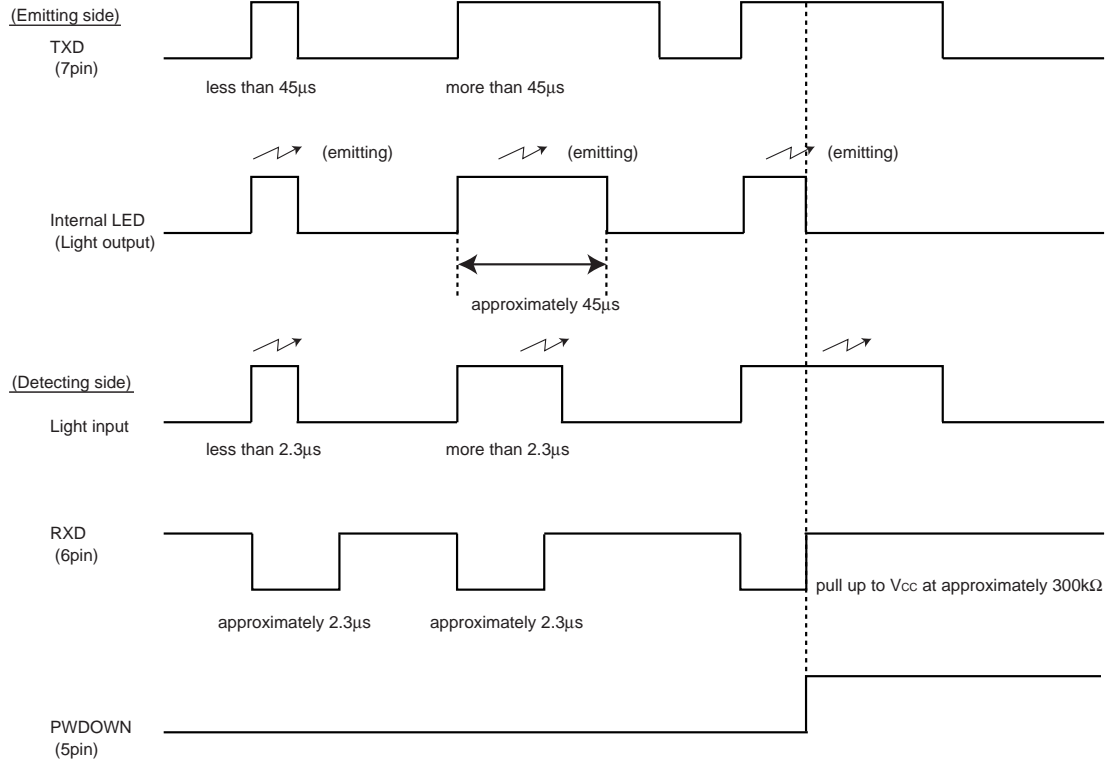 (Emitting side)
TXD
(7pin)
less than 45μs
more than 45μs
(emitting)
(emitting)
(emitting)
Internal LED
(Light output)
approximately 45μs
(Detecting side)
Light input
less than 2.3μs
more than 2.3μs
RXD
(6pin)
pull up to VCC at approximately 300kΩ
approximately 2.3μs
approximately 2.3μs
PWDOWN
(5pin)